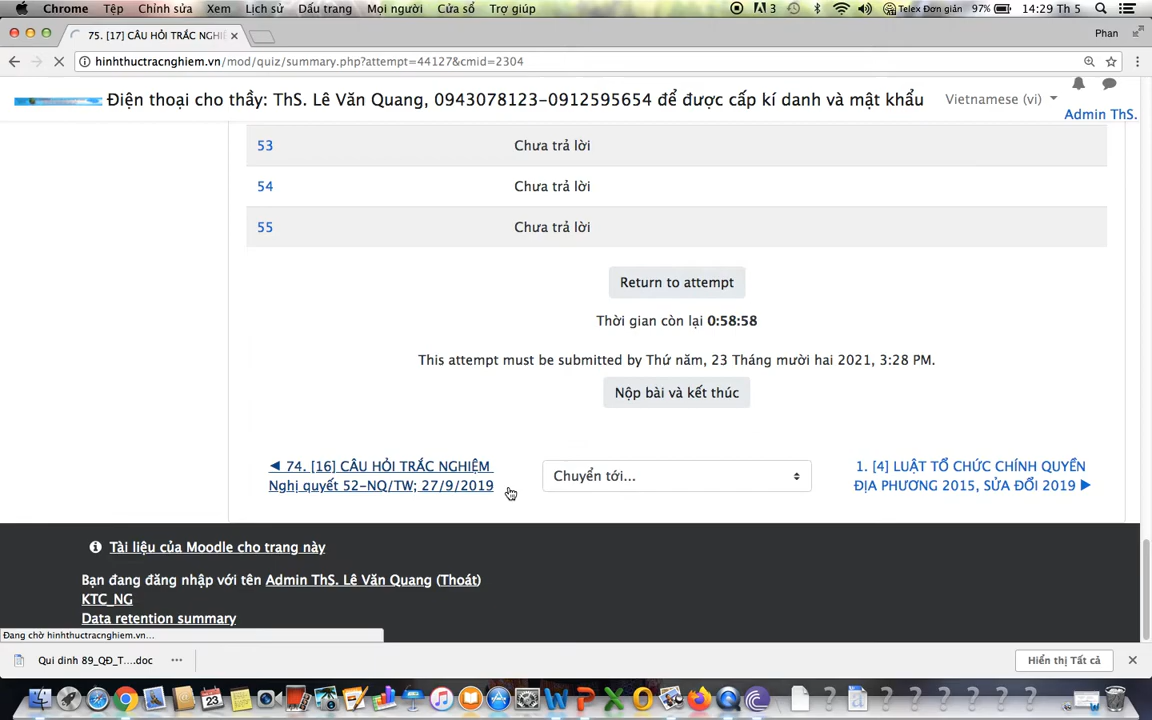 Chrome Tệp Chỉnh sửa Xem Lịch sử Dấu trang Mọi người Cửa sổ Trợ giúp 3 Telex Đơn giản 97% 14:29 Th 5
75. [17] CÂU HỎI TRẮC NGHI Phan
hinhthuctracnghiem.vn/mod/quiz/summary.php?attempt=44127&cmid=2304
Điện thoại cho thầy: ThS. Lê Văn Quang, 0943078123-0912595654 để được cấp kí danh và mật khẩu
Vietnamese (vi)
Admin ThS.
53 Chưa trả lời
54 Chưa trả lời
55 Chưa trả lời
Return to attempt
Thời gian còn lại 0:58:58
This attempt must be submitted by Thứ năm, 23 Tháng mười hai 2021, 3:28 PM.
Nộp bài và kết thúc
◄ 74. [16] CÂU HỎI TRẮC NGHIỆM
Nghị quyết 52-NQ/TW; 27/9/2019
Chuyển tới...
1. [4] LUẬT TỔ CHỨC CHÍNH QUYỀN
ĐỊA PHƯƠNG 2015, SỬA ĐỔI 2019 ►
Tài liệu của Moodle cho trang này
Bạn đang đăng nhập với tên Admin ThS. Lê Văn Quang (Thoát)
KTC_NG
Data retention summary
Đang chờ hinhthuctracnghiem.vn...
Qui dinh 89_QĐ_T....doc
Hiển thị Tất cả